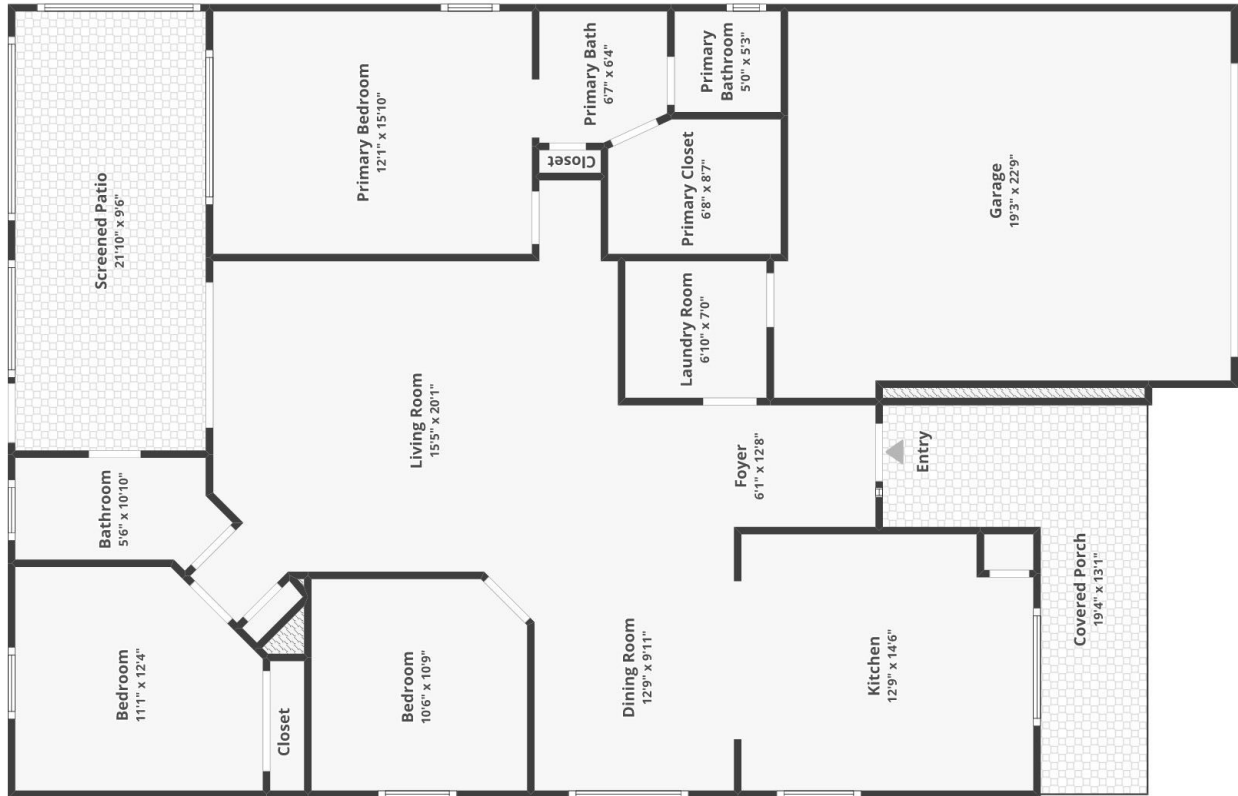 Screened Patio
21'10" x 9'6"
Primary Bedroom
12'1" x 15'10"
Primary Bath
6'7" x 6'4"
Primary
Bathroom
5'0" x 5'3"
Closet
Primary Closet
6'8" x 8'7"
Garage
19'3" x 22'9"
Laundry Room
6'10" x 7'0"
Living Room
15'5" x 20'1"
Foyer
6'1" x 12'8"
Entry
Bathroom
5'6" x 10'10"
Bedroom
11'1" x 12'4"
Closet
Bedroom
10'6" x 10'9"
Dining Room
12'9" x 9'11"
Kitchen
12'9" x 14'6"
Covered Porch
19'4" x 13'1"